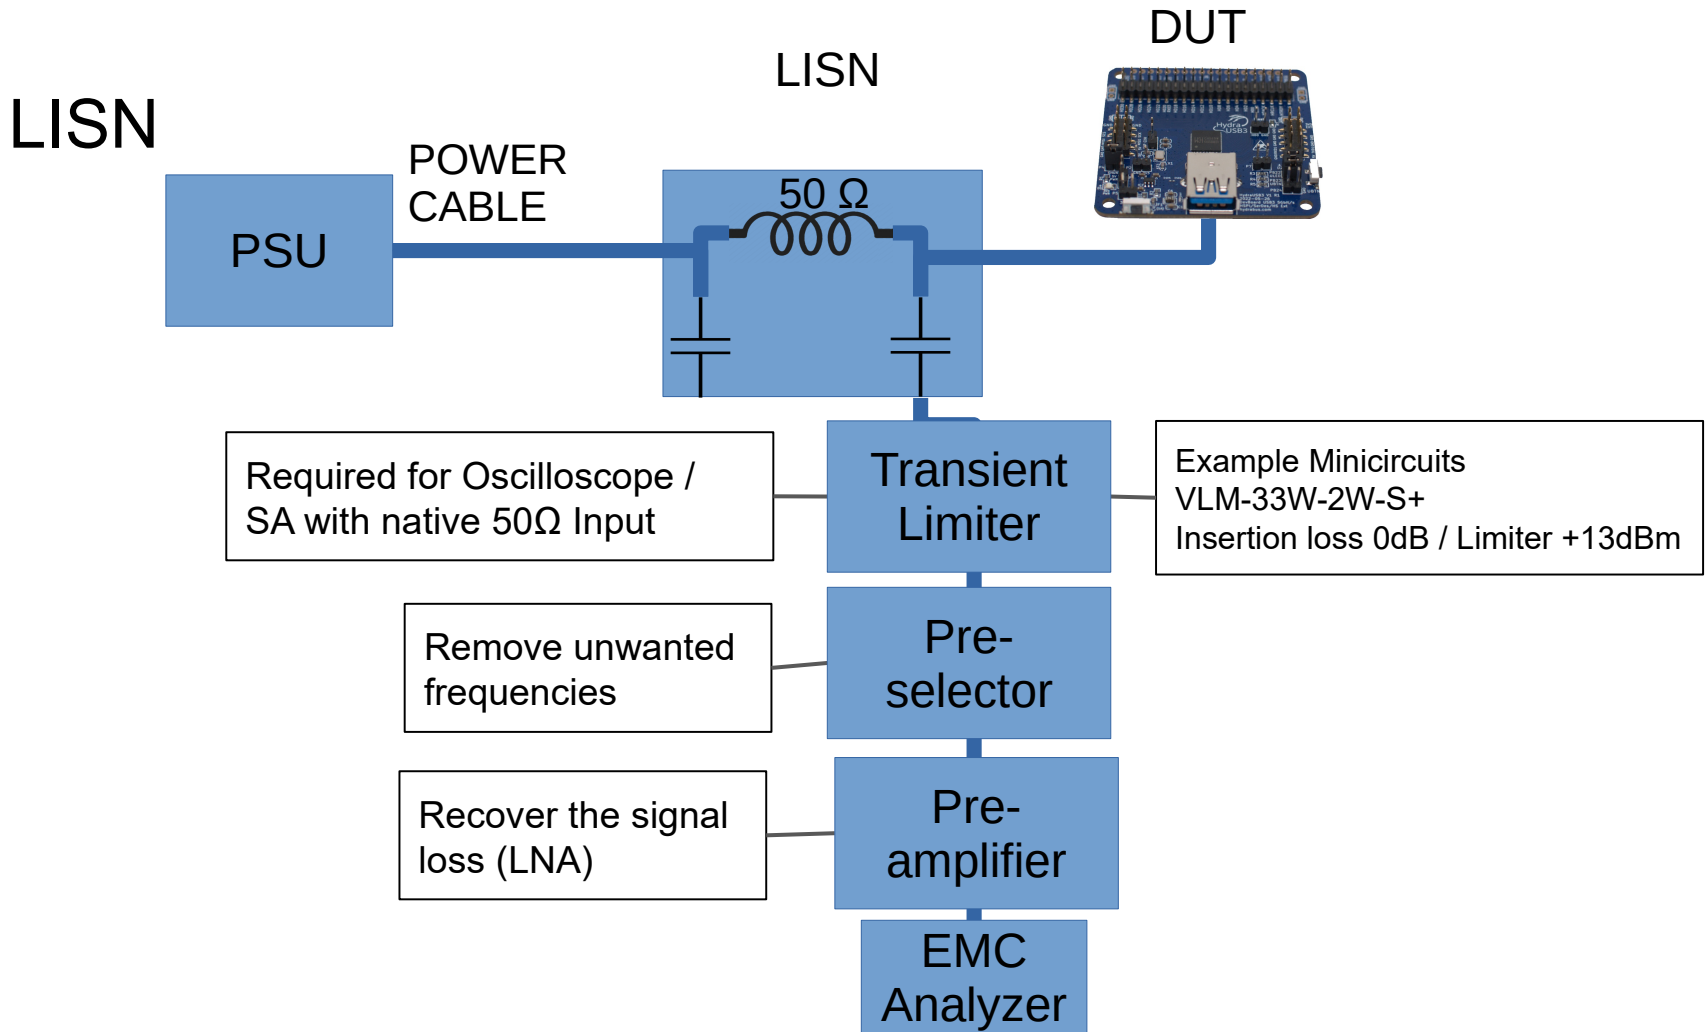 DUT
LISN
LISN
POWER
CABLE
50 Ω
PSU
Hydra
USB3
Transient
Limiter
Required for Oscilloscope /
SA with native 50Ω Input
Example Minicircuits
VLM-33W-2W-S+
Insertion loss 0dB / Limiter +13dBm
Pre-
selector
Remove unwanted
frequencies
Pre-
amplifier
Recover the signal
loss (LNA)
EMC
Analyzer